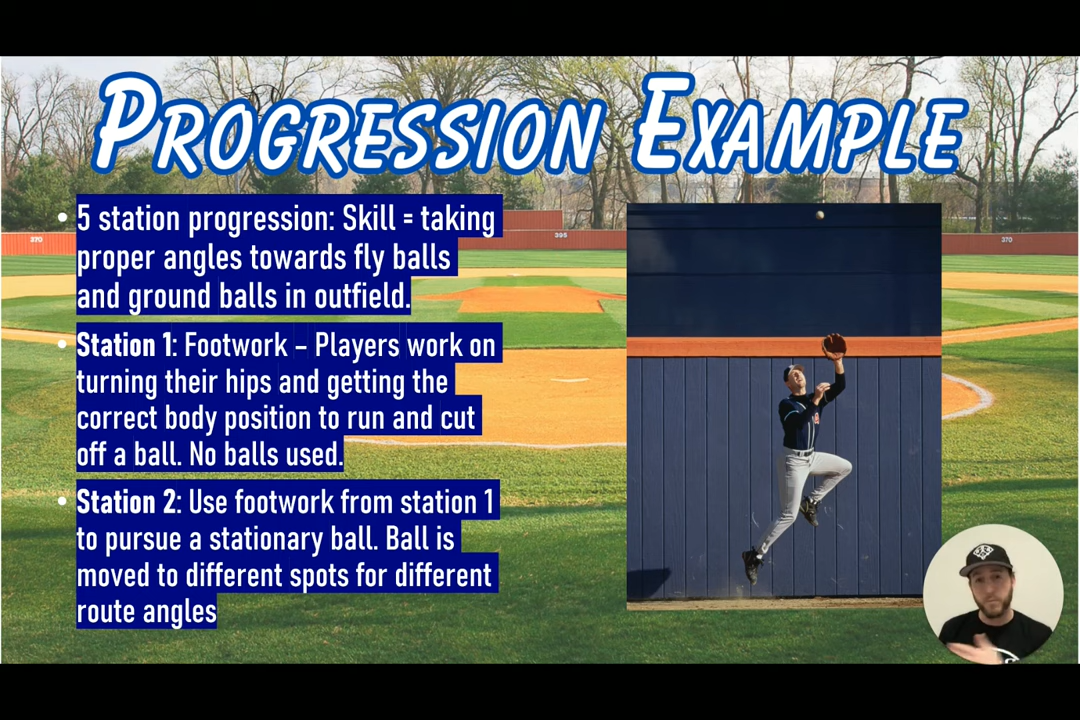 Progression Example
370
395
370
• 5 station progression: Skill = taking
proper angles towards fly balls
and ground balls in outfield.
• Station 1: Footwork – Players work on
turning their hips and getting the
correct body position to run and cut
off a ball. No balls used.
• Station 2: Use footwork from station 1
to pursue a stationary ball. Ball is
moved to different spots for different
route angles